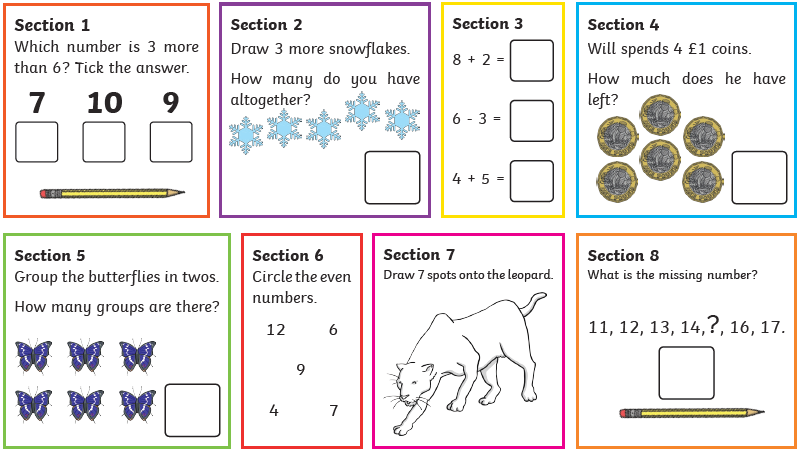 Section 1
Which number is 3 more
than 6? Tick the answer.
7 10 9
Section 2
Draw 3 more snowflakes.
How many do you have
altogether?
Section 3
8 + 2 =
6 - 3 =
4 + 5 =
Section 4
Will spends 4 £1 coins.
How much does he have
left?
Section 5
Group the butterflies in twos.
How many groups are there?
Section 6
Circle the even
numbers.
12 6
9
4 7
Section 7
Draw 7 spots onto the leopard.
Section 8
What is the missing number?
11, 12, 13, 14,?, 16, 17.